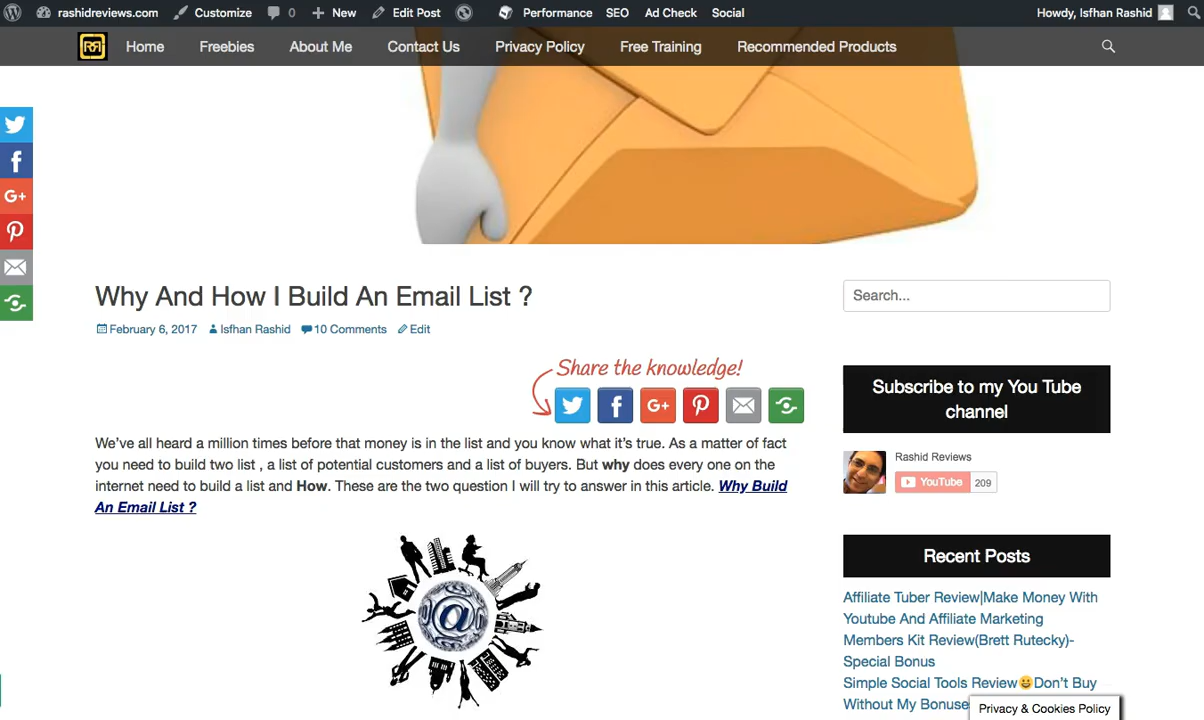 rashidreviews.com Customize 0 New Edit Post Performance SEO Ad Check Social Howdy, Isfhan Rashid
Home Freebies About Me Contact Us Privacy Policy Free Training Recommended Products
Why And How I Build An Email List ?
February 6, 2017 Isfhan Rashid 10 Comments Edit
Share the knowledge!
We've all heard a million times before that money is in the list and you know what it's true. As a matter of fact
you need to build two list , a list of potential customers and a list of buyers. But why does every one on the
internet need to build a list and How. These are the two question I will try to answer in this article. Why Build
An Email List ?
Search...
Subscribe to my You Tube
channel
Rashid Reviews
YouTube 209
Recent Posts
Affiliate Tuber Review|Make Money With
Youtube And Affiliate Marketing
Members Kit Review(Brett Rutecky)-
Special Bonus
Simple Social Tools Review😀Don't Buy
Without My Bonuse
Privacy & Cookies Policy